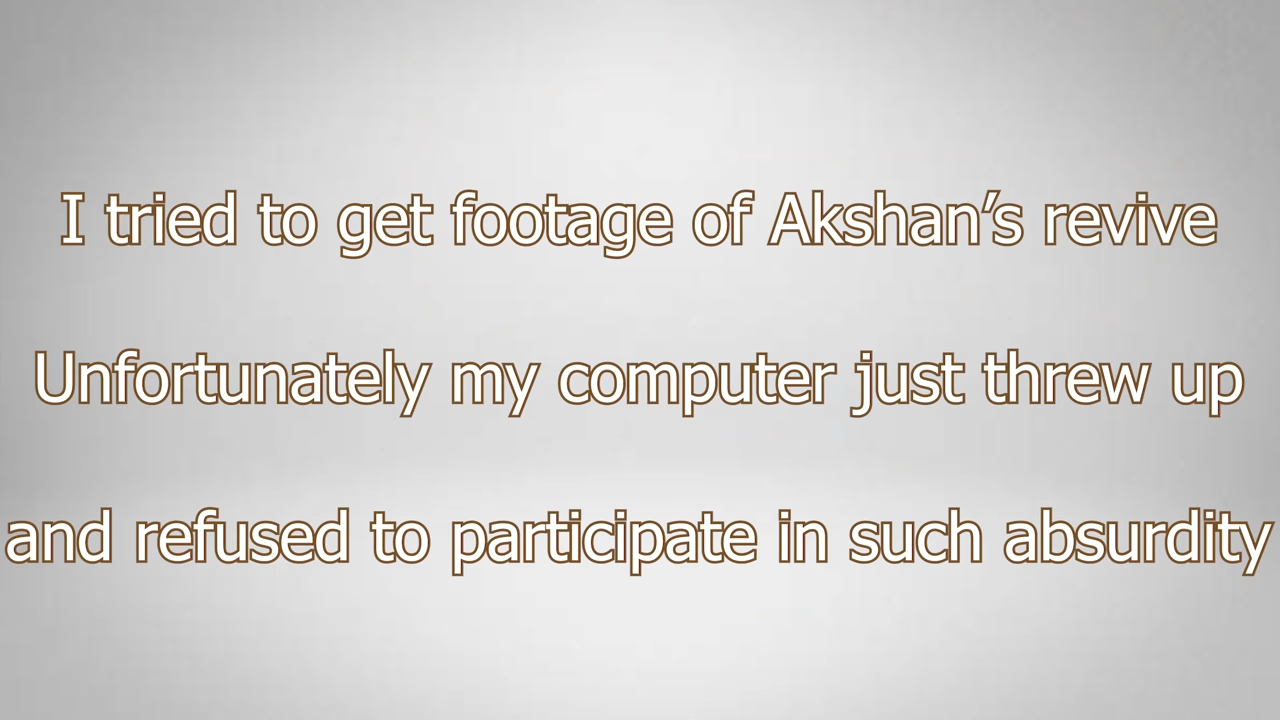 I tried to get footage of Akshan’s revive
Unfortunately my computer just threw up
and refused to participate in such absurdity